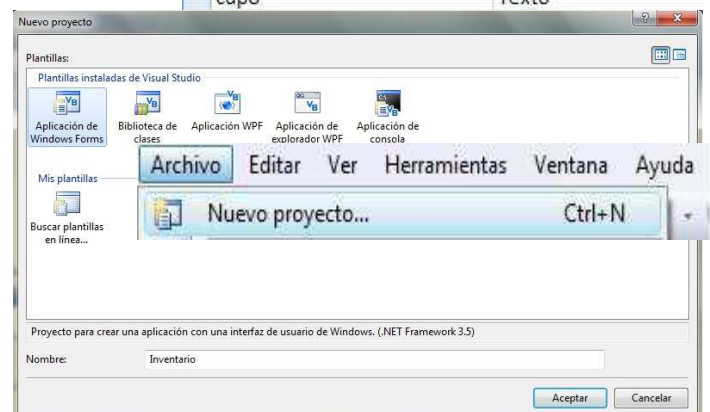 cupo Texto
Nuevo proyecto
Plantillas:
Plantillas instaladas de Visual Studio
Aplicación de Windows Forms
Biblioteca de clases
Aplicación WPF
Aplicación de explorador WPF
Aplicación de consola
Archivo Editar Ver Herramientas Ventana Ayuda
Nuevo proyecto... Ctrl+N
Mis plantillas
Buscar plantillas en línea...
Proyecto para crear una aplicación con una interfaz de usuario de Windows. (.NET Framework 3.5)
Nombre: Inventario
Aceptar Cancelar